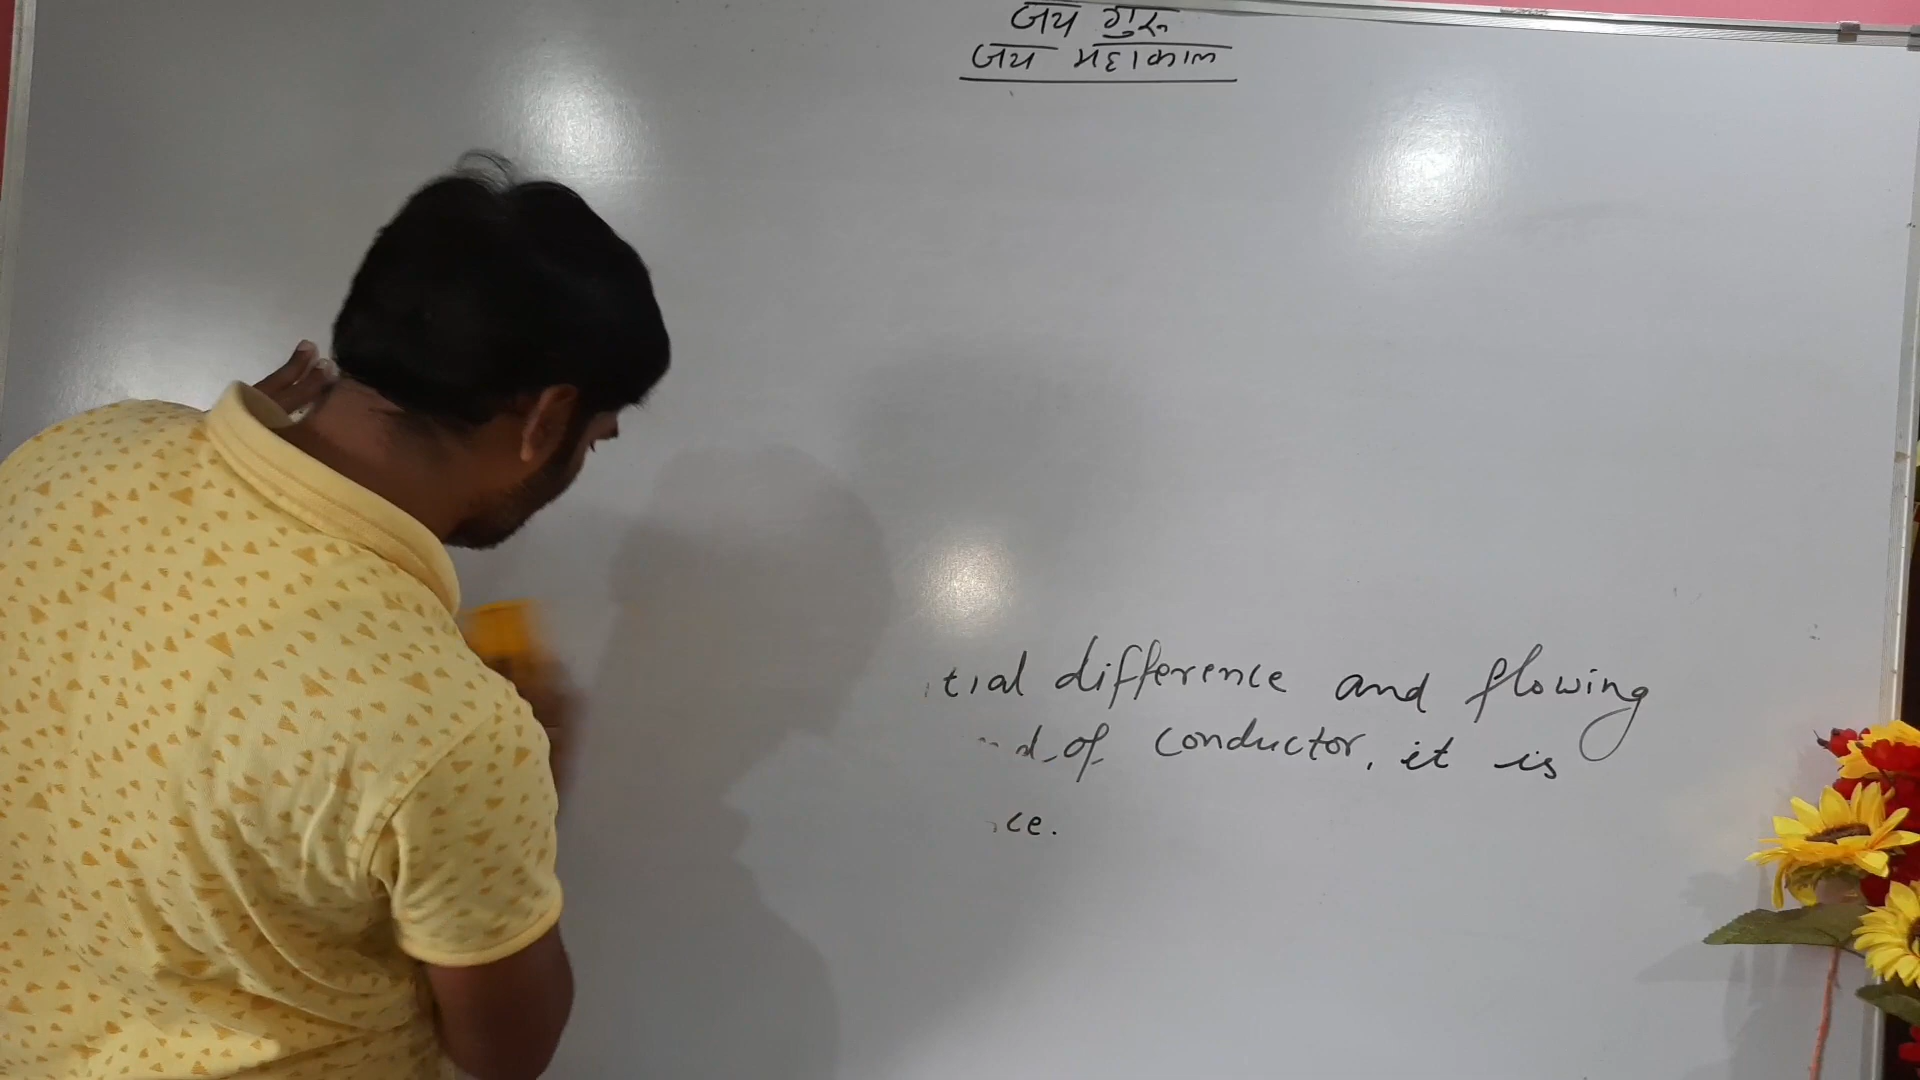 जय गुरू
जय महाकाल
tial difference and flowing
d of conductor, it is
ce.